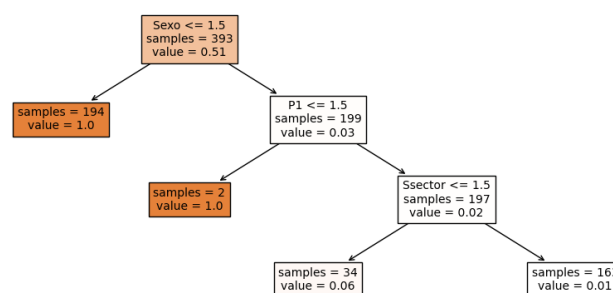 Sexo <= 1.5
samples = 393
value = 0.51
samples = 194
value = 1.0
P1 <= 1.5
samples = 199
value = 0.03
samples = 2
value = 1.0
Ssector <= 1.5
samples = 197
value = 0.02
samples = 34
value = 0.06
samples =
value = 0.01